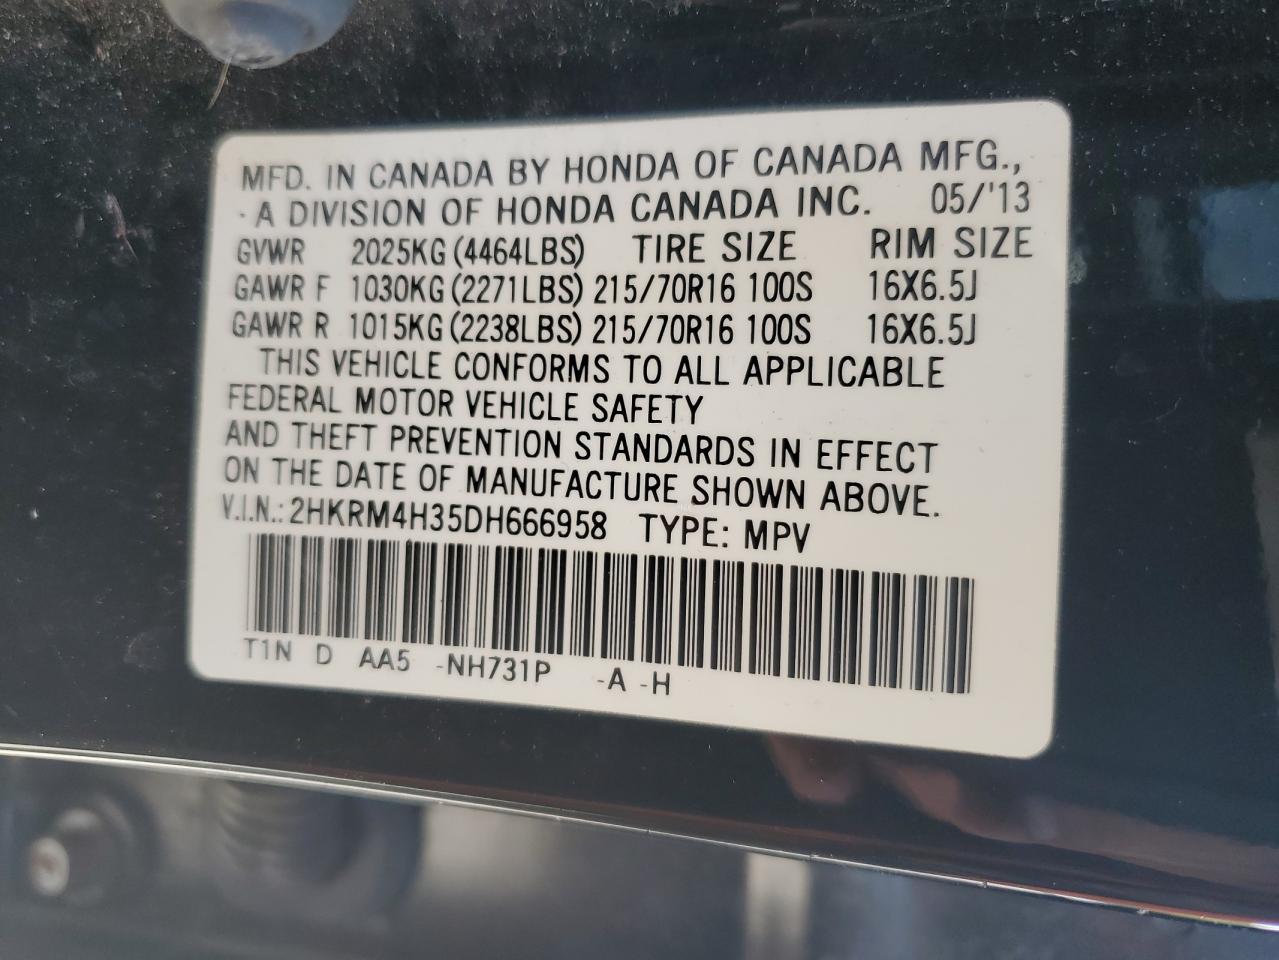 MFD. IN CANADA BY HONDA OF CANADA MFG.,
A DIVISION OF HONDA CANADA INC. 05/'13
GVWR 2025KG (4464LBS) TIRE SIZE RIM SIZE
GAWR F 1030KG (2271LBS) 215/70R16 100S 16X6.5J
GAWR R 1015KG (2238LBS) 215/70R16 100S 16X6.5J
THIS VEHICLE CONFORMS TO ALL APPLICABLE
FEDERAL MOTOR VEHICLE SAFETY
AND THEFT PREVENTION STANDARDS IN EFFECT
ON THE DATE OF MANUFACTURE SHOWN ABOVE.
V.I.N.: 2HKRM4H35DH666958 TYPE: MPV
T1N D AA5 -NH731P -A -H